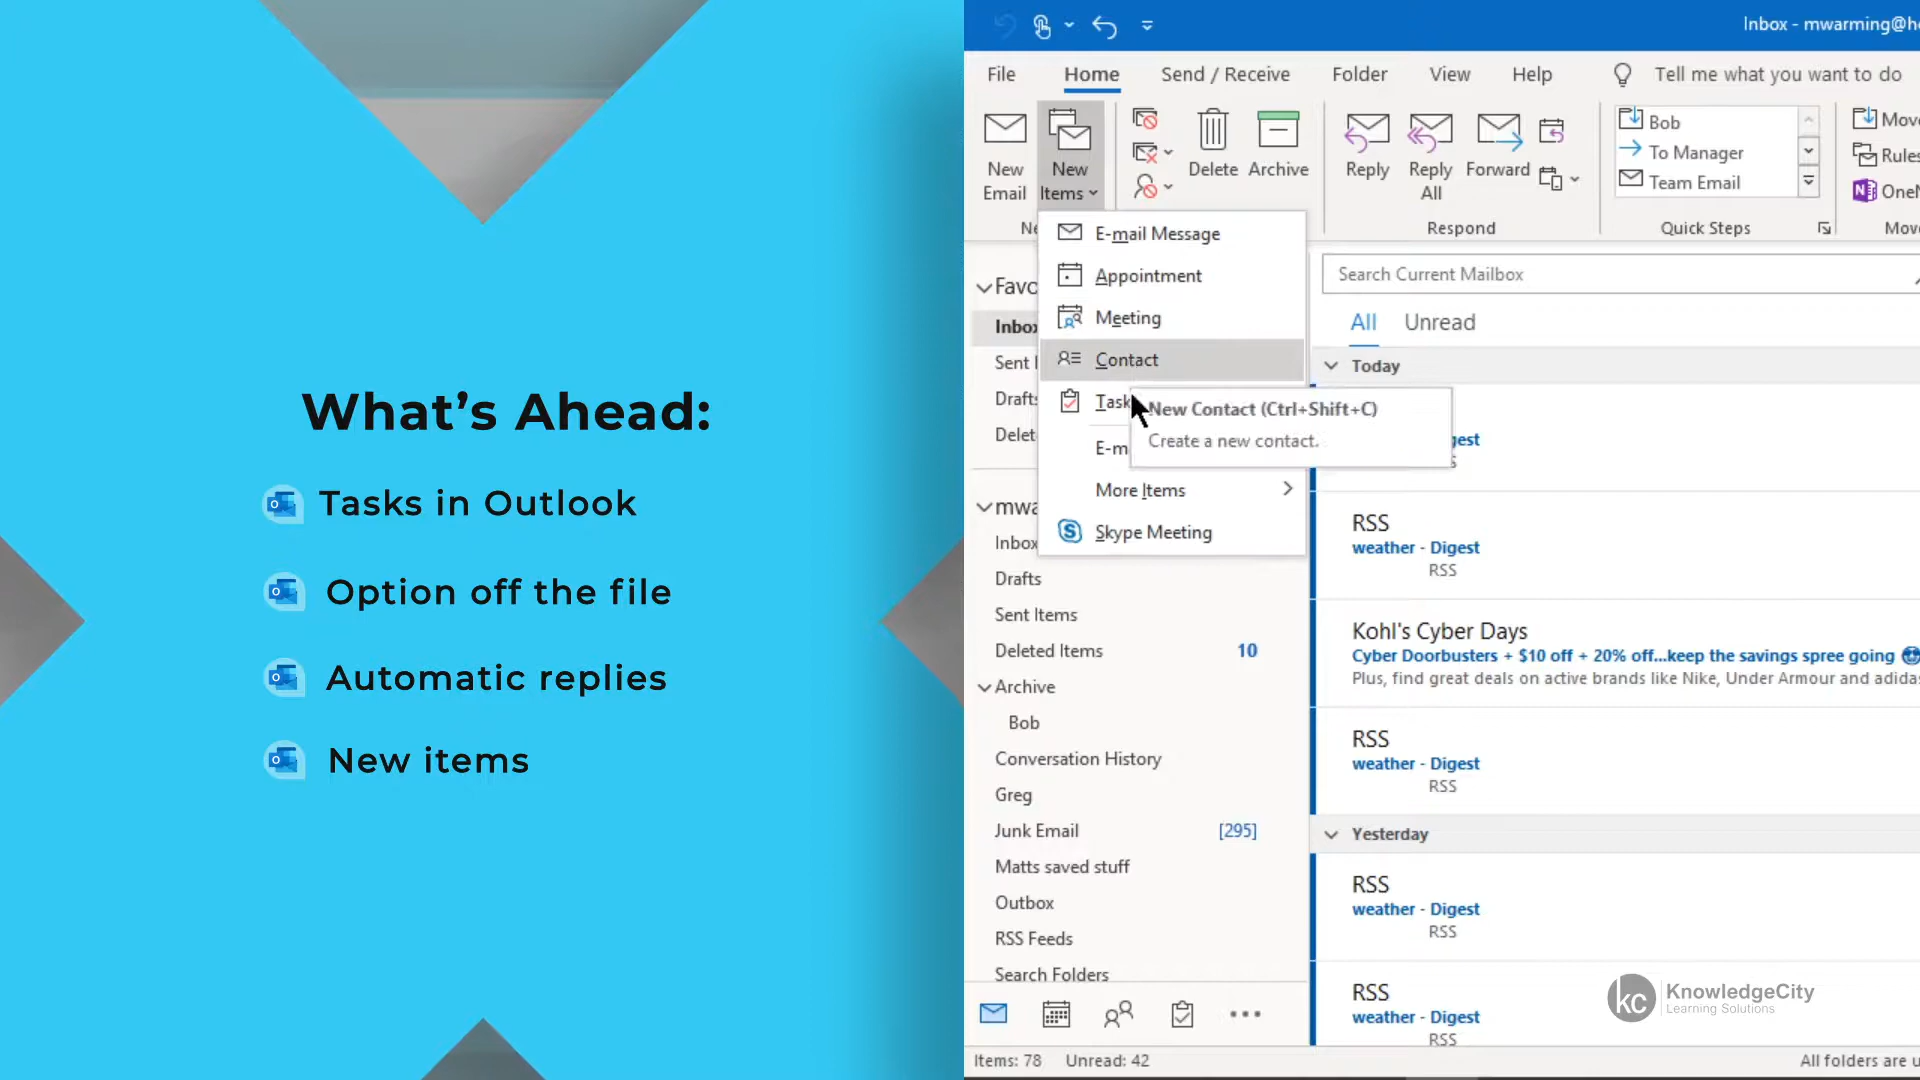 What's Ahead:
Tasks in Outlook
Option off the file
Automatic replies
New items
Inbox - mwarming@
File Home Send / Receive Folder View Help Tell me what you want to do
New Email
New Items
Delete
Archive
Reply
Reply All
Forward
Bob
To Manager
Team Email
Respond
Quick Steps
E-mail Message
Appointment
Meeting
Contact
New Contact (Ctrl+Shift+C)
Create a new contact.
More Items
Skype Meeting
Search Current Mailbox
All Unread
Today
RSS
weather - Digest
RSS
Kohl's Cyber Days
Cyber Doorbusters + $10 off + 20% off...keep the savings spree going
Plus, find great deals on active brands like Nike, Under Armour and
RSS
weather - Digest
RSS
Yesterday
RSS
weather - Digest
RSS
RSS
weather - Digest
RSS
Drafts
Sent Items
Deleted Items 10
Archive
Bob
Conversation History
Greg
Junk Email [295]
Matts saved stuff
Outbox
RSS Feeds
Search Folders
Items: 78 Unread: 42
All folders are
kc KnowledgeCity
Learning Solutions